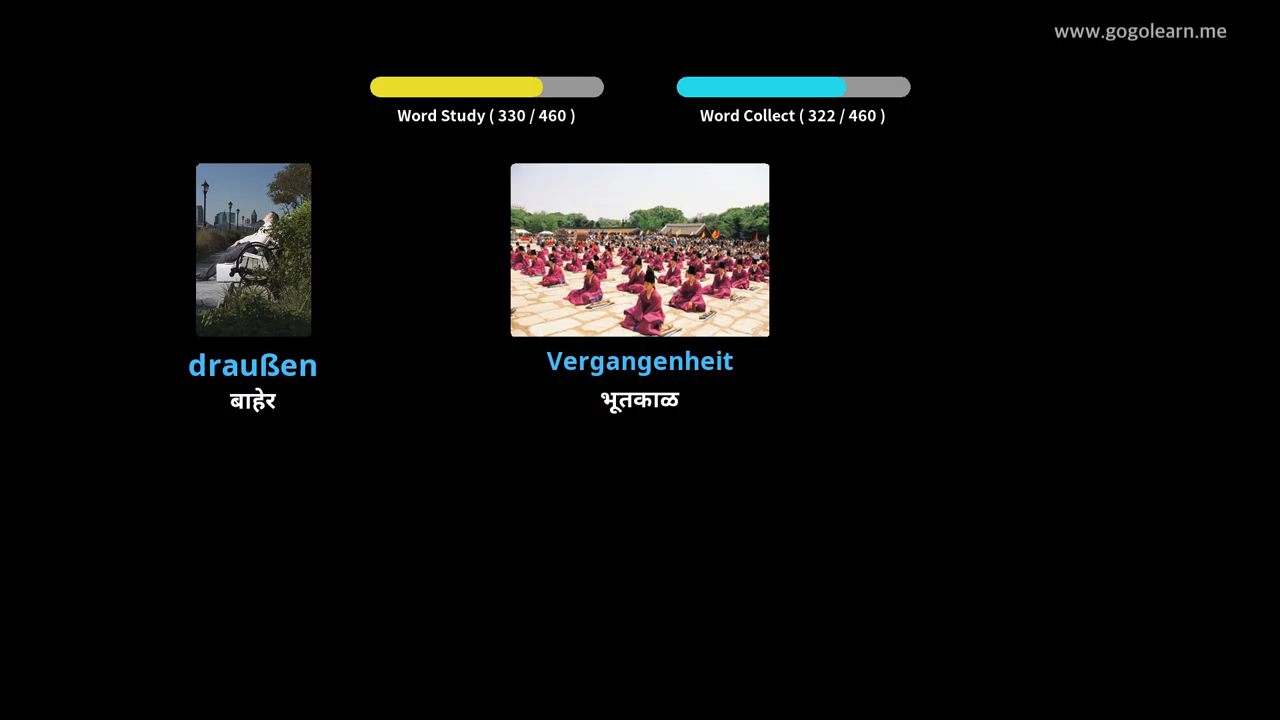 www.gogolearn.me
Word Study ( 330 / 460 )
Word Collect ( 322 / 460 )
draußen
बाहेर
Vergangenheit
भूतकाळ